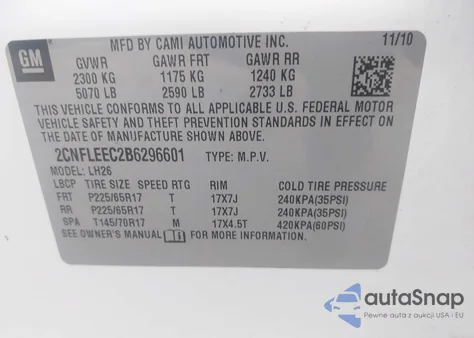 GM
MFD BY CAMI AUTOMOTIVE INC. 11/10
GVWR GAWR FRT GAWR RR
2300 KG 1175 KG 1240 KG
5070 LB 2590 LB 2733 LB
THIS VEHICLE CONFORMS TO ALL APPLICABLE U.S. FEDERAL MOTOR
VEHICLE SAFETY AND THEFT PREVENTION STANDARDS IN EFFECT ON
THE DATE OF MANUFACTURE SHOWN ABOVE.
2CNFLEEC2B6296601 TYPE: M.P.V.
MODEL: LH26
LBCP TIRE SIZE SPEED RTG RIM COLD TIRE PRESSURE
FRT P225/65R17 T 17X7J 240KPA(35PSI)
RR P225/65R17 T 17X7J 240KPA(35PSI)
SPA T145/70R17 M 17X4.5T 420KPA(60PSI)
SEE OWNER'S MANUAL FOR MORE INFORMATION.
autoSnap
Pewne auta z aukcji USA i EU